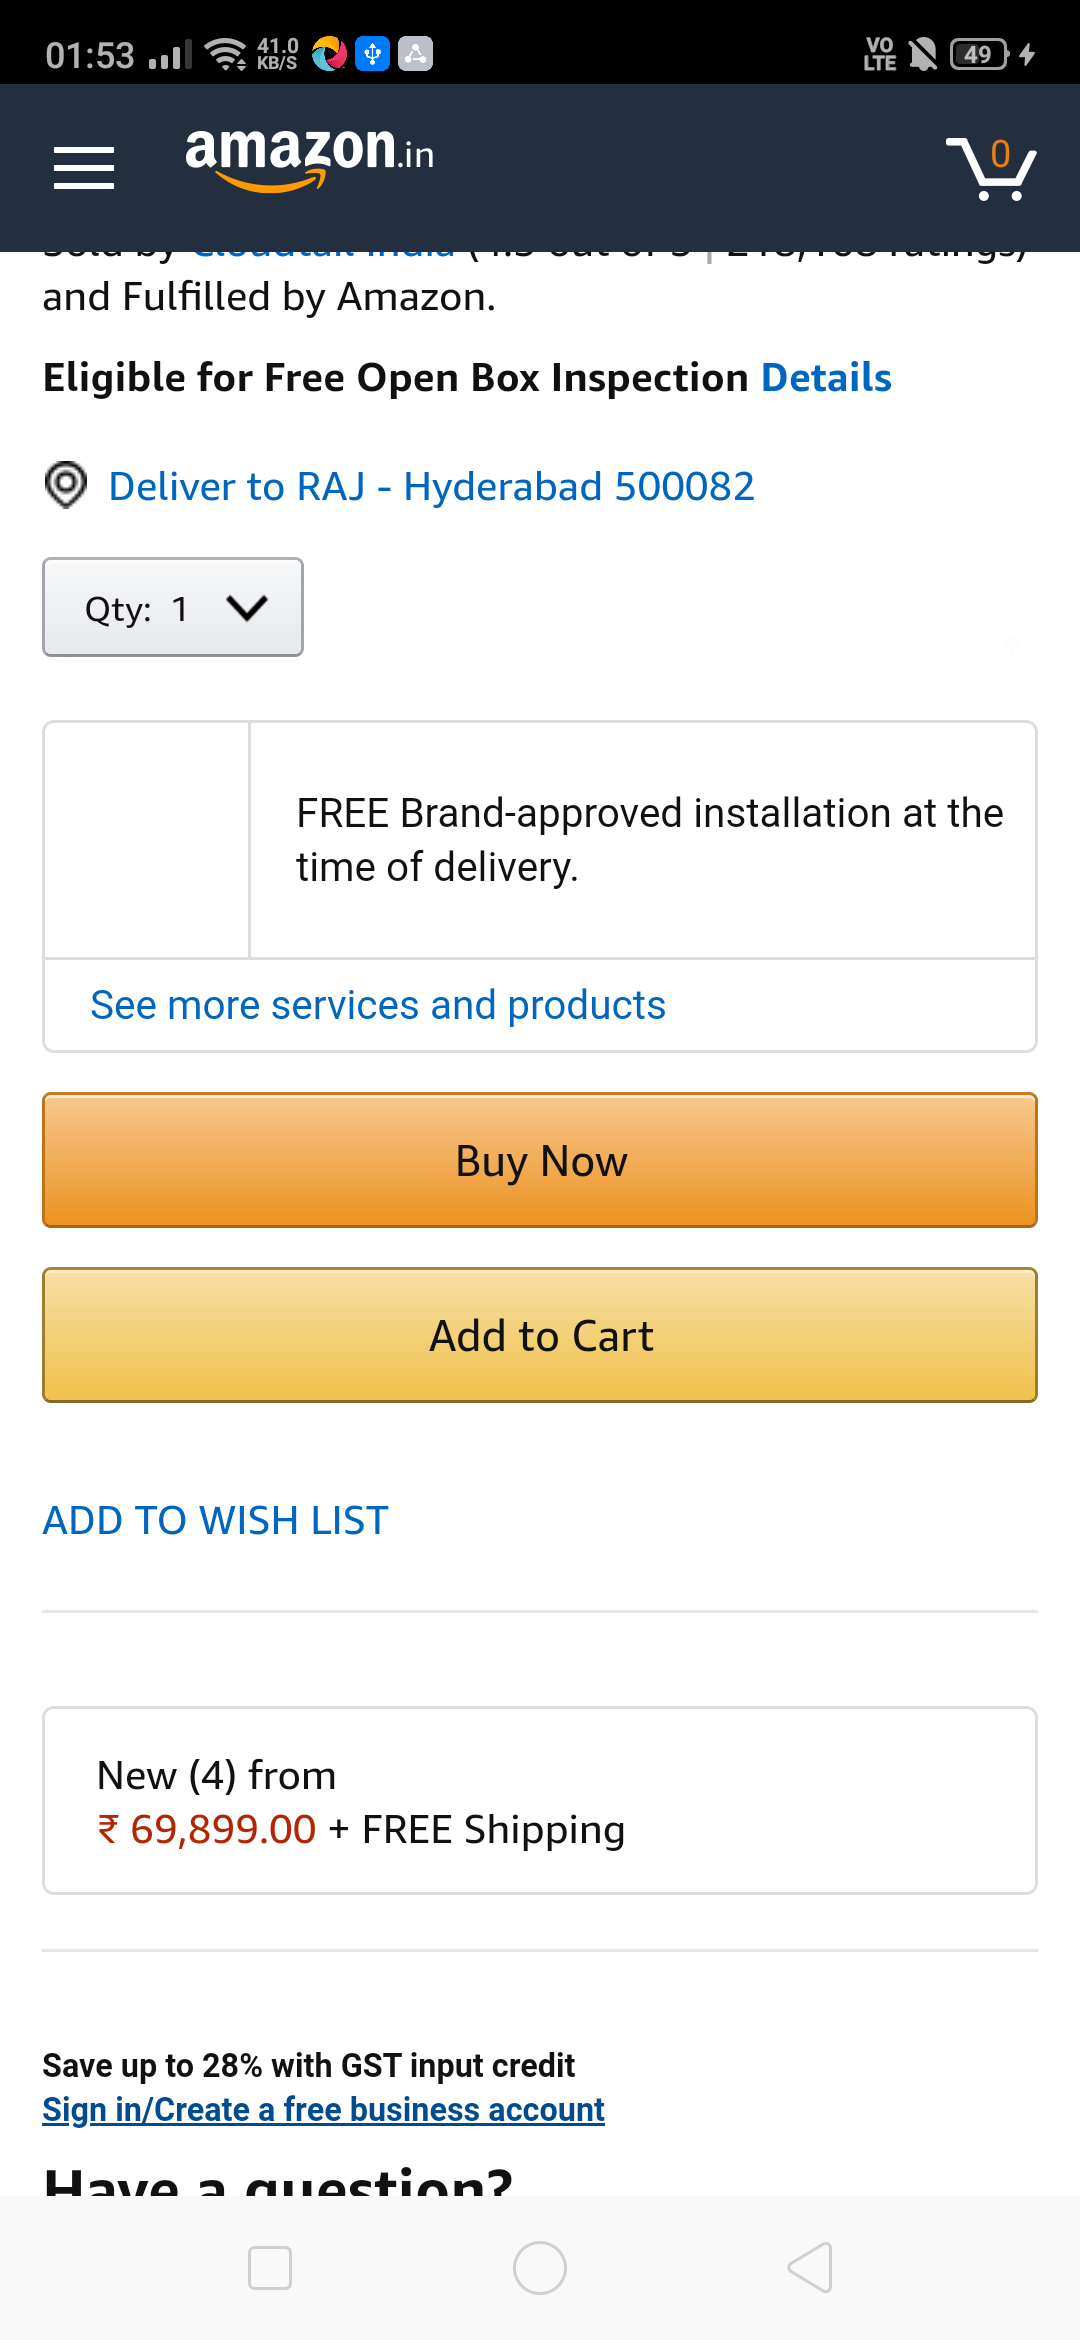 01:53
41.0
KB/S
VO
LTE
49
amazon.in
0
Sold by Cloudtail India
and Fulfilled by Amazon.
Eligible for Free Open Box Inspection Details
Deliver to RAJ - Hyderabad 500082
Qty: 1
FREE Brand-approved installation at the
time of delivery.
See more services and products
Buy Now
Add to Cart
ADD TO WISH LIST
New (4) from
₹ 69,899.00 + FREE Shipping
Save up to 28% with GST input credit
Sign in/Create a free business account
Have a question?